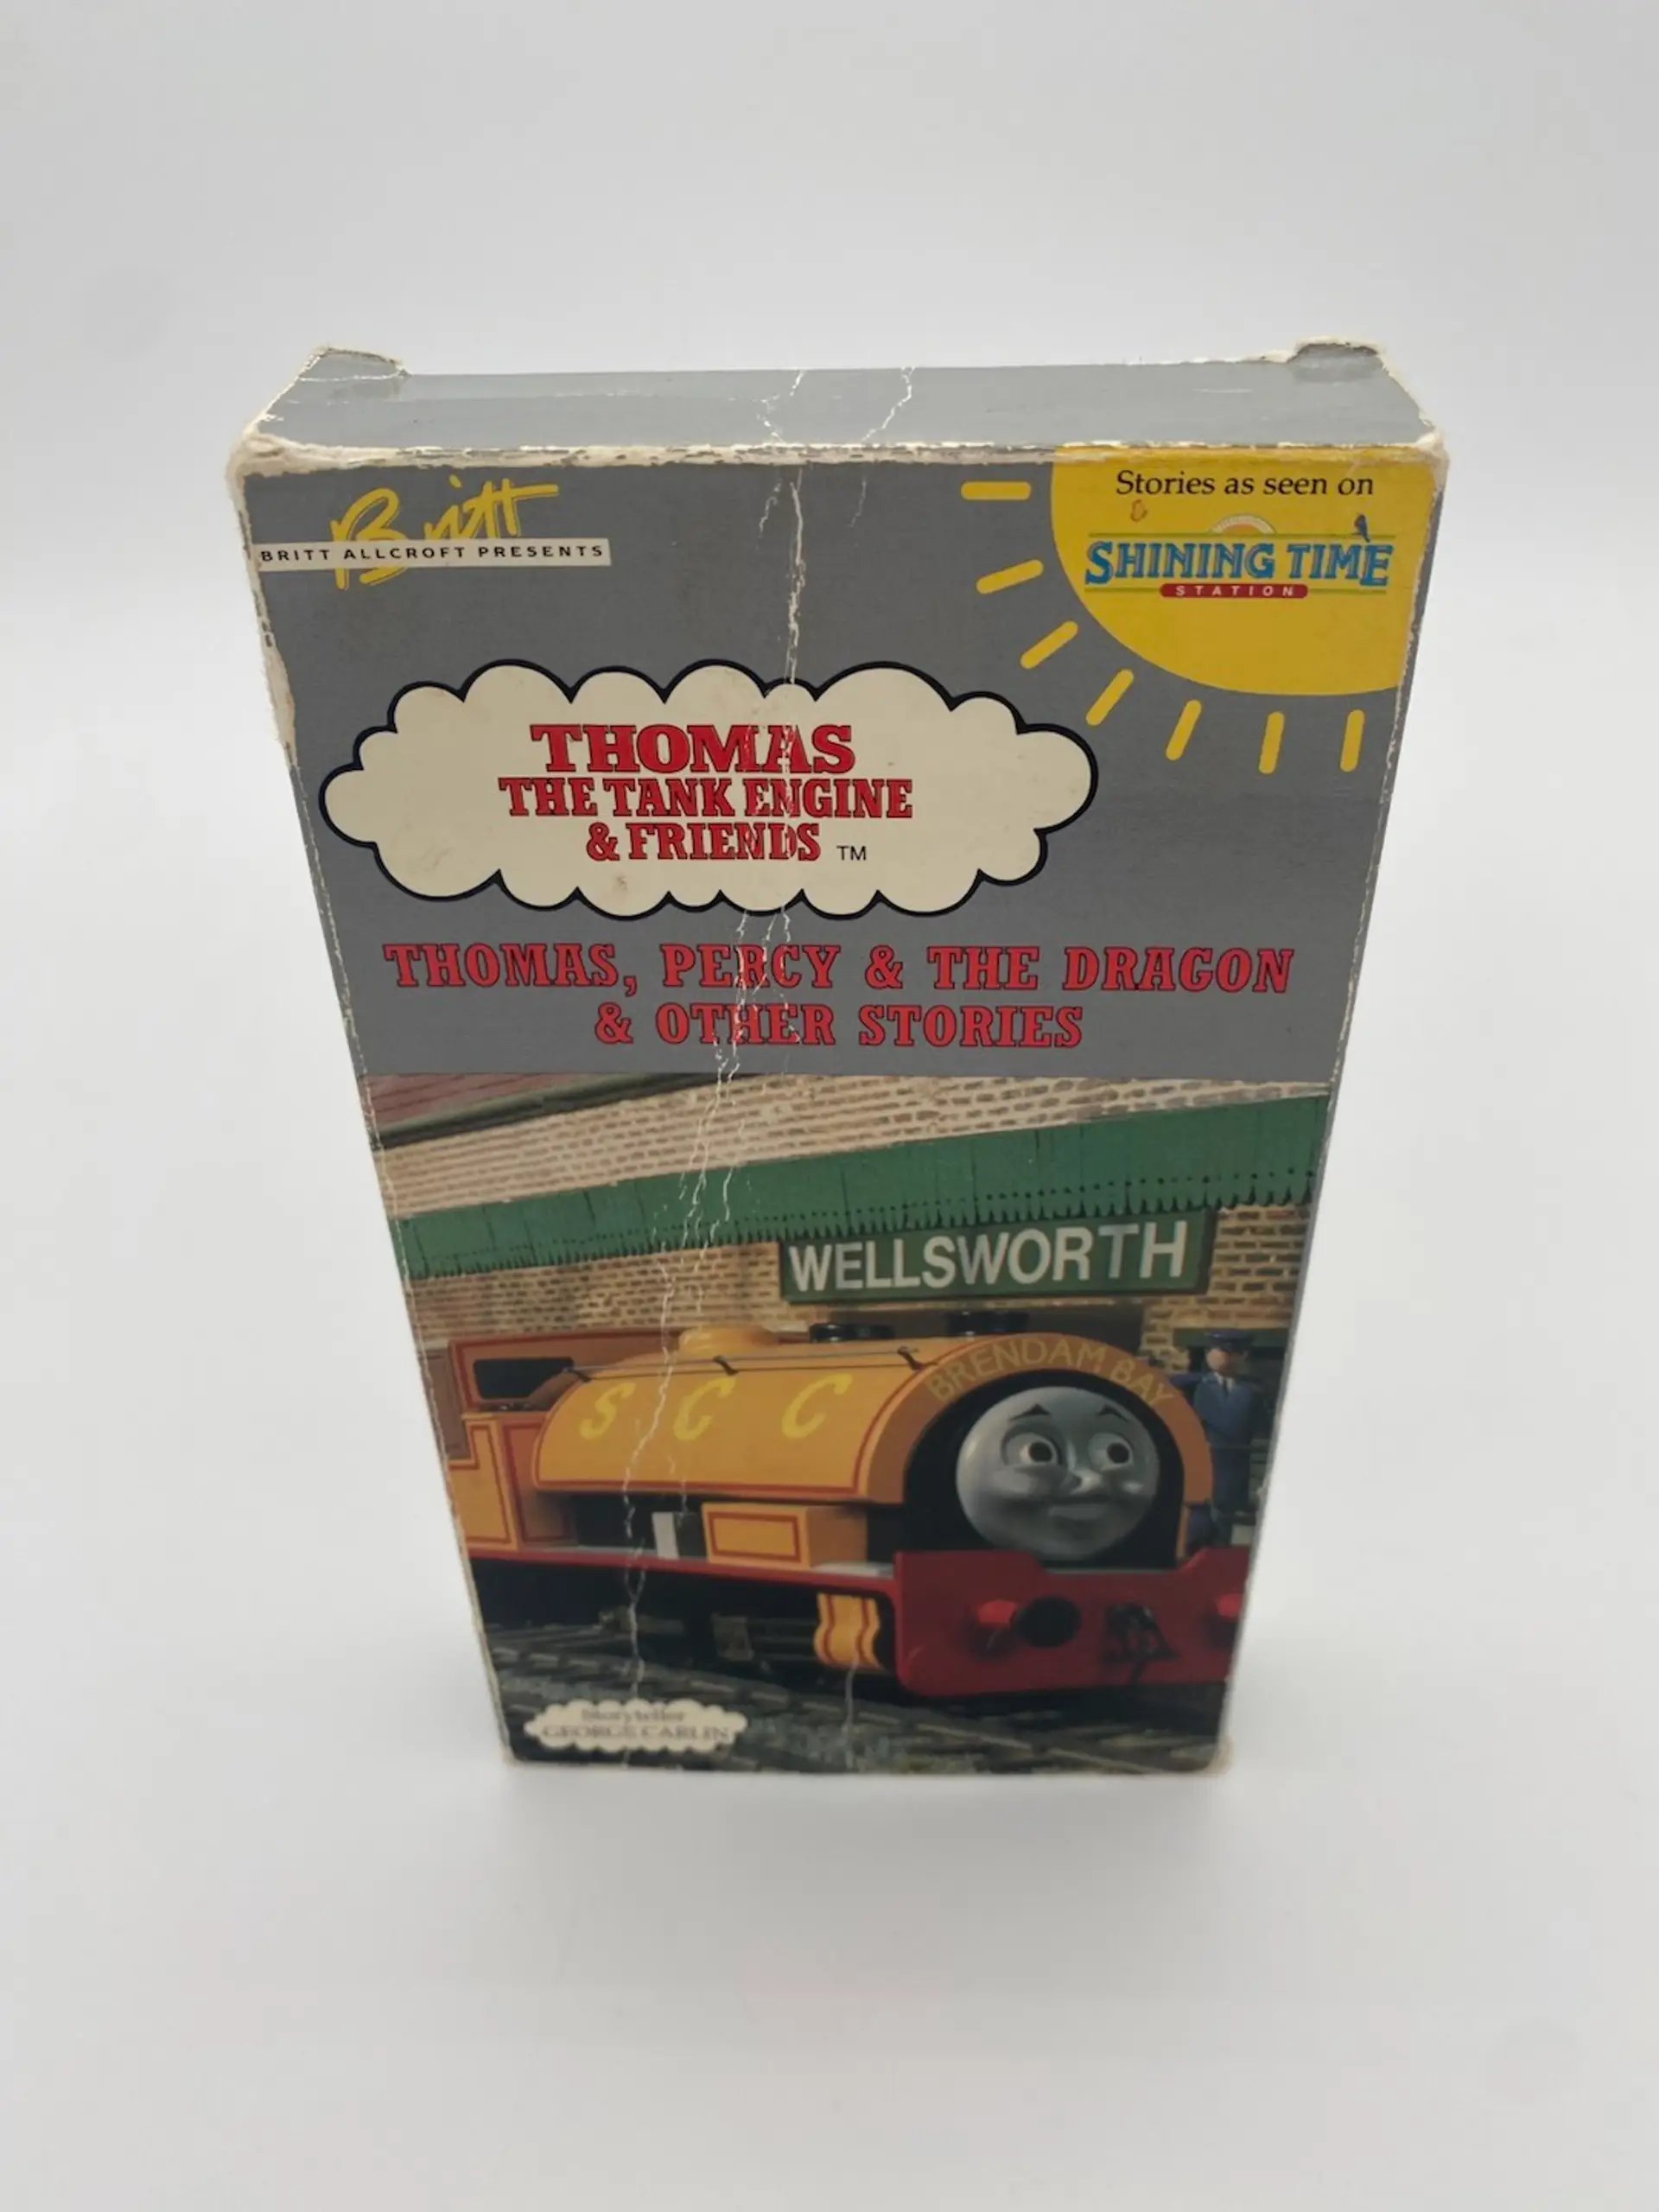 Britt
BRITT ALLCROFT PRESENTS
Stories as seen on
SHINING TIME
STATION
THOMAS
THE TANK ENGINE
& FRIENDS ™
THOMAS, PERCY & THE DRAGON
& OTHER STORIES
WELLSWORTH
BRENDAM BAY
S C C
Storyteller
GEORGE CARLIN